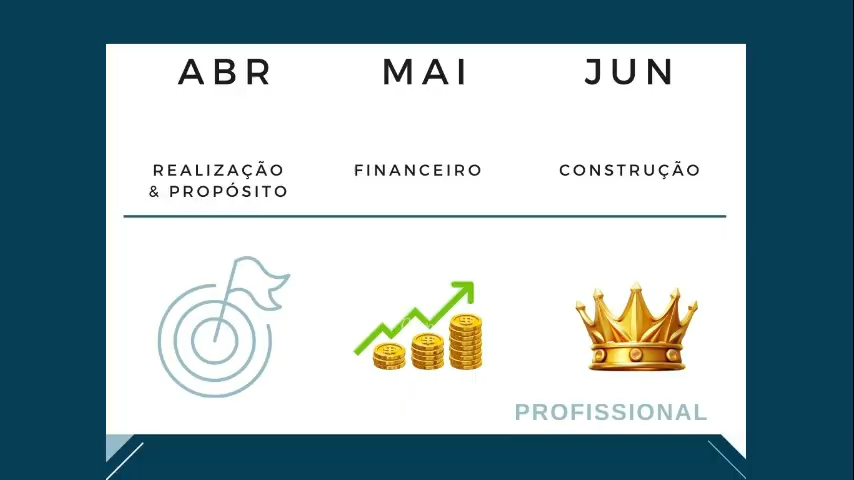 ABR MAI JUN
REALIZAÇÃO FINANCEIRO CONSTRUÇÃO
& PROPÓSITO
PROFISSIONAL